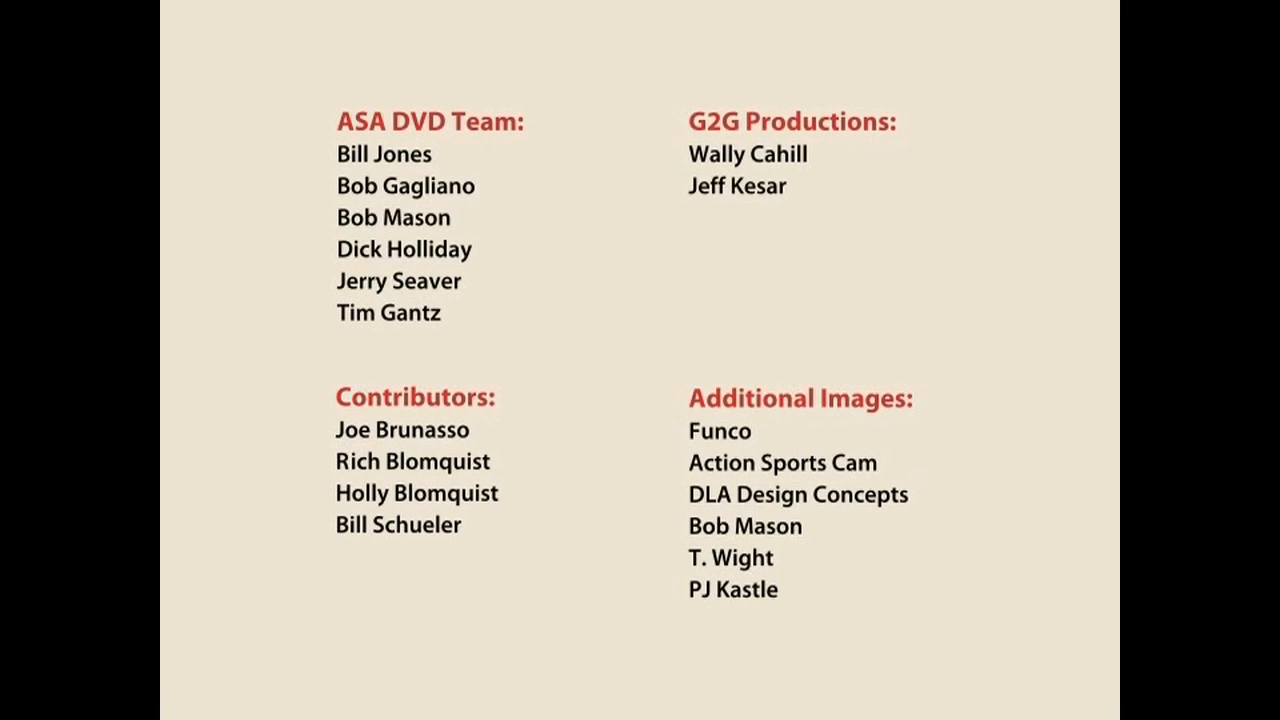 ASA DVD Team:
Bill Jones
Bob Gagliano
Bob Mason
Dick Holliday
Jerry Seaver
Tim Gantz
G2G Productions:
Wally Cahill
Jeff Kesar
Contributors:
Joe Brunasso
Rich Blomquist
Holly Blomquist
Bill Schueler
Additional Images:
Funco
Action Sports Cam
DLA Design Concepts
Bob Mason
T. Wight
PJ Kastle